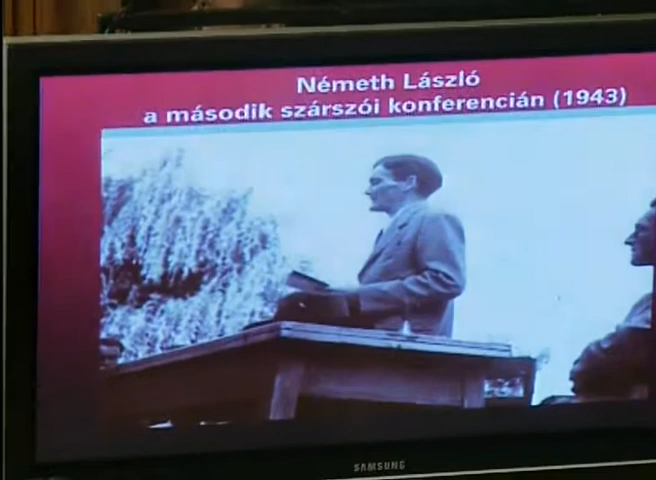 Németh László
a második szárszói konferencián (1943)
SAMSUNG